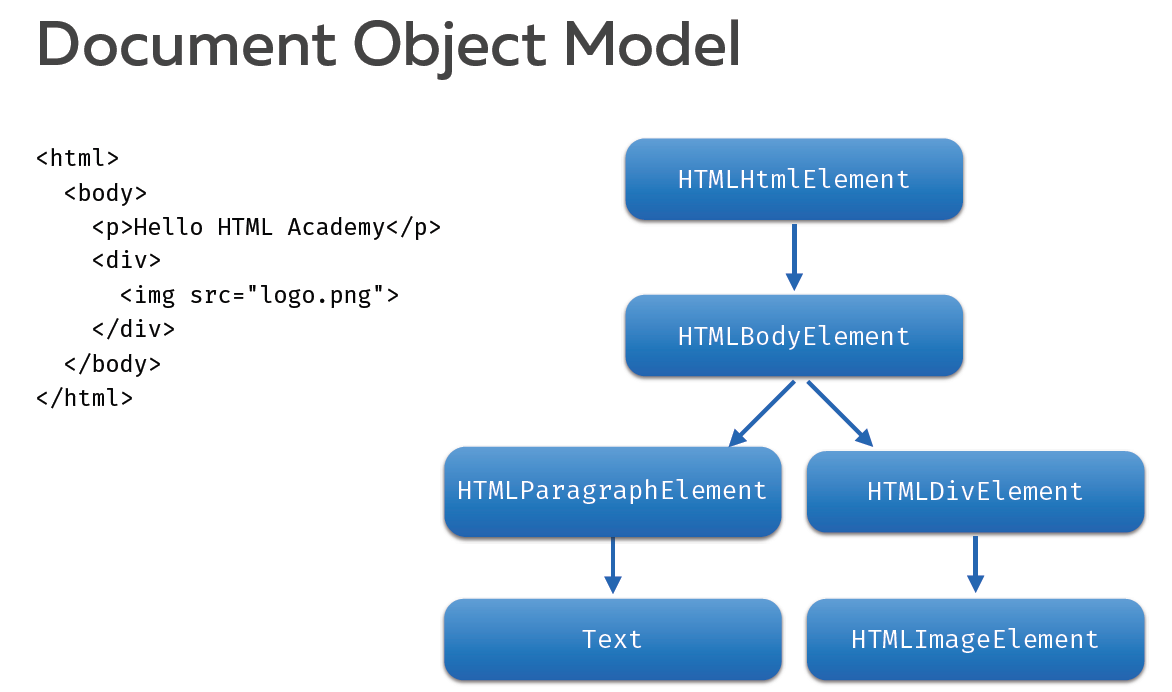 Document Object Model
<html>
  <body>
    <p>Hello HTML Academy</p>
    <div>
      <img src="logo.png">
    </div>
  </body>
</html>
HTMLHtmlElement
HTMLBodyElement
HTMLParagraphElement
HTMLDivElement
Text
HTMLImageElement